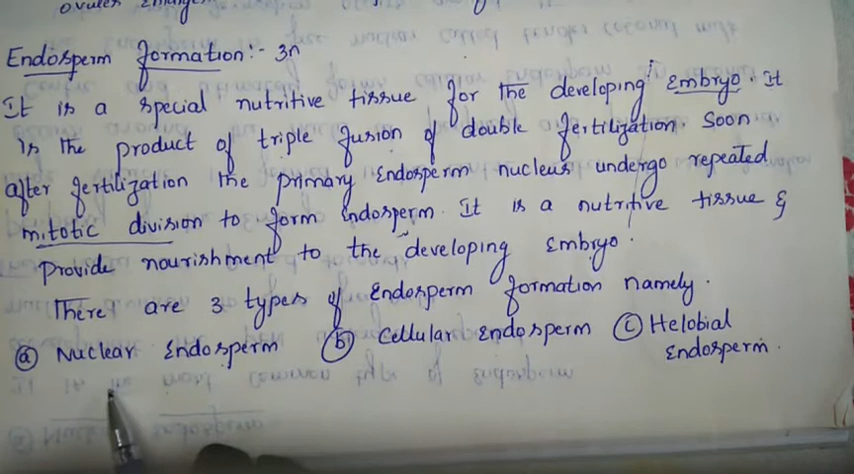 ovules Enlarge
Endosperm formation:- 3n
It is a special nutritive tissue for the developing Embryo. It
is the product of triple fusion of double fertilization. Soon
after fertilization the primary Endosperm nucleus undergo repeated
mitotic division to form Endosperm. It is a nutritive tissue &
Provide nourishment to the developing Embryo.
There are 3 types of Endosperm formation namely.
(a) Nuclear Endosperm (b) Cellular Endosperm (c) Helobial
Endosperm.